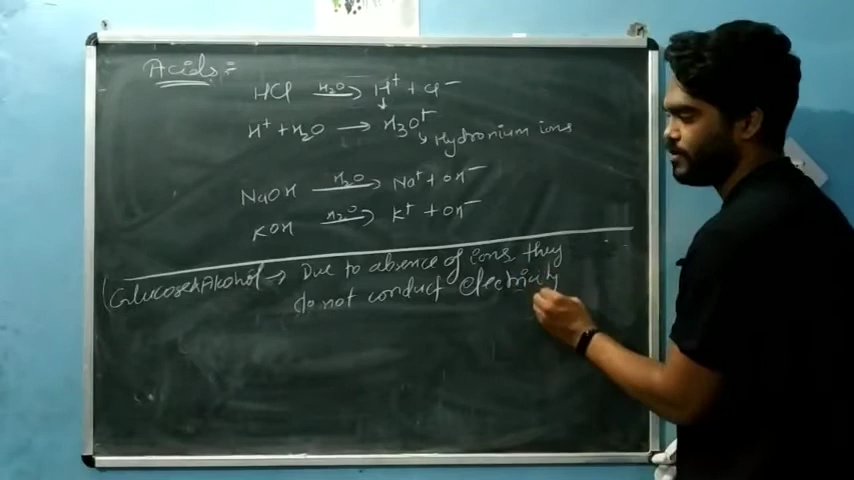 Acids:-
HCl —H₂O→ H⁺ + Cl⁻
H⁺ + H₂O → H₃O⁺
Hydronium ions
NaOH —H₂O→ Na⁺ + OH⁻
KOH —H₂O→ K⁺ + OH⁻
Glucose & Alcohol → Due to absence of ions they
do not conduct electricity